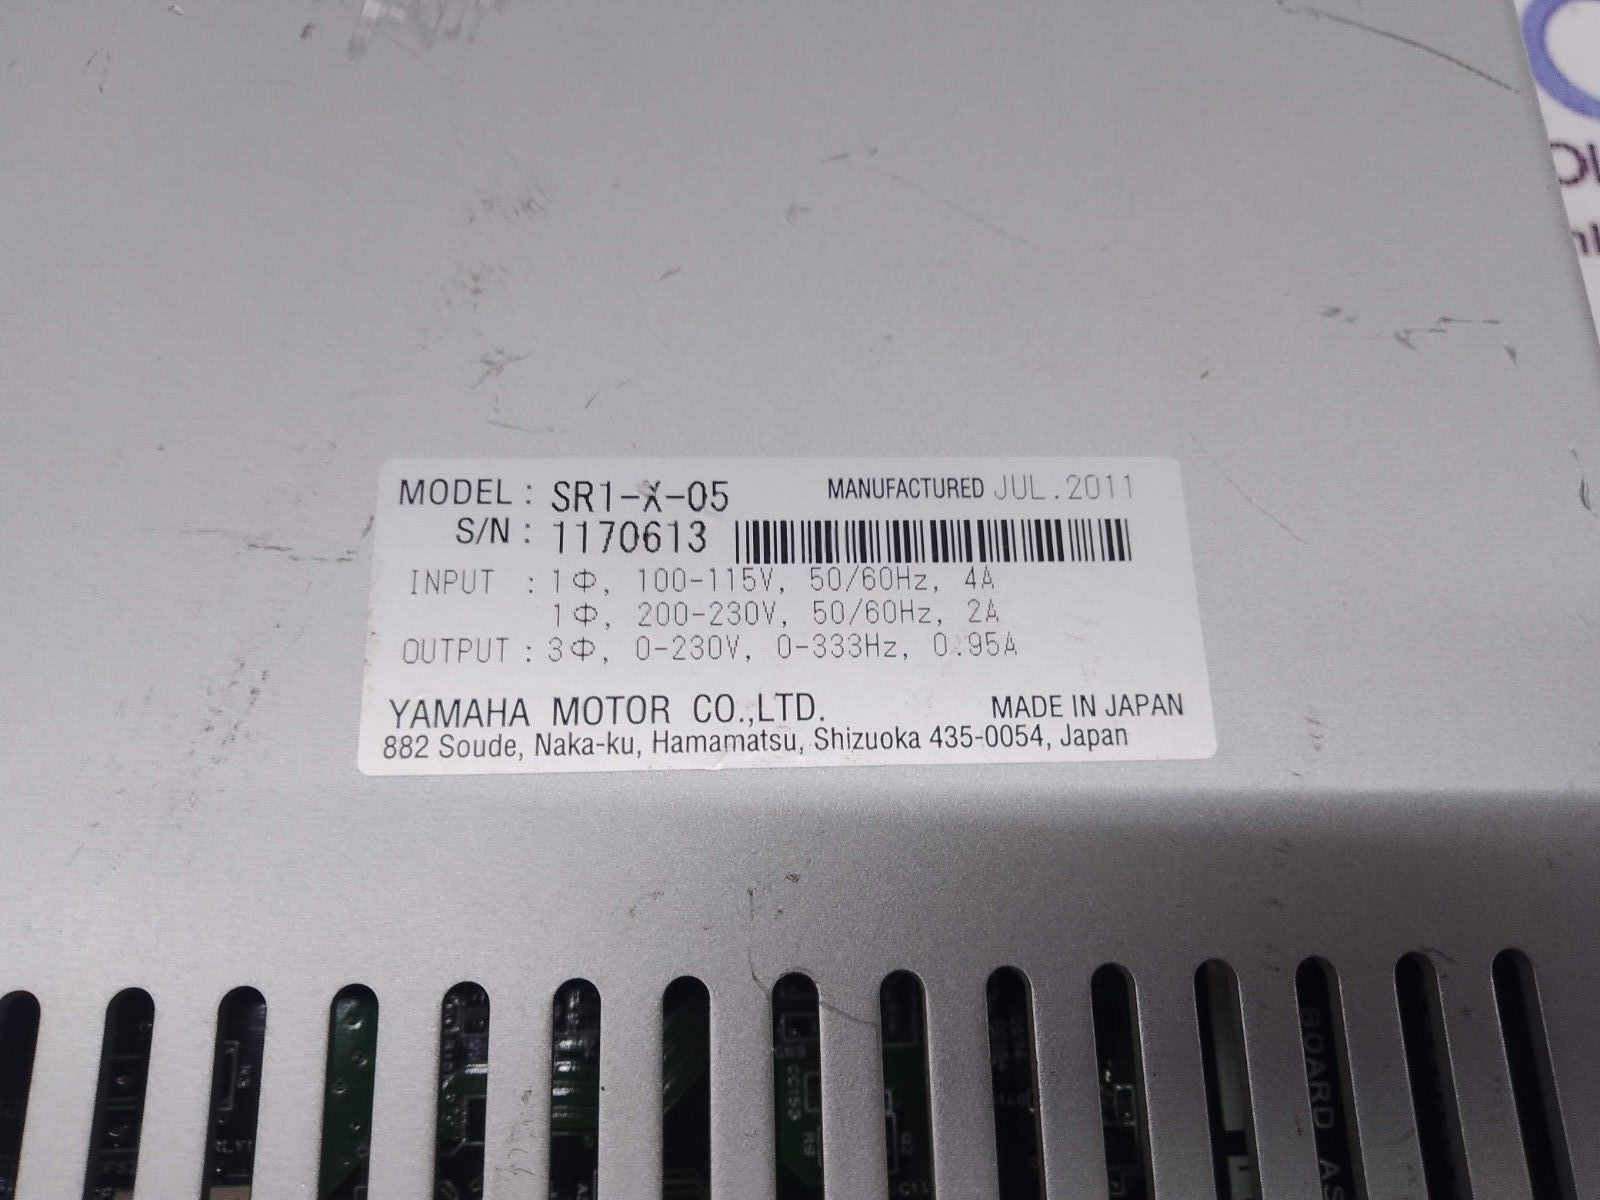 MODEL : SR1-X-05 MANUFACTURED JUL.2011
S/N : 1170613
INPUT : 1Φ, 100-115V, 50/60Hz, 4A
1Φ, 200-230V, 50/60Hz, 2A
OUTPUT : 3Φ, 0-230V, 0-333Hz, 0.95A
YAMAHA MOTOR CO.,LTD. MADE IN JAPAN
882 Soude, Naka-ku, Hamamatsu, Shizuoka 435-0054, Japan
BOARD AS